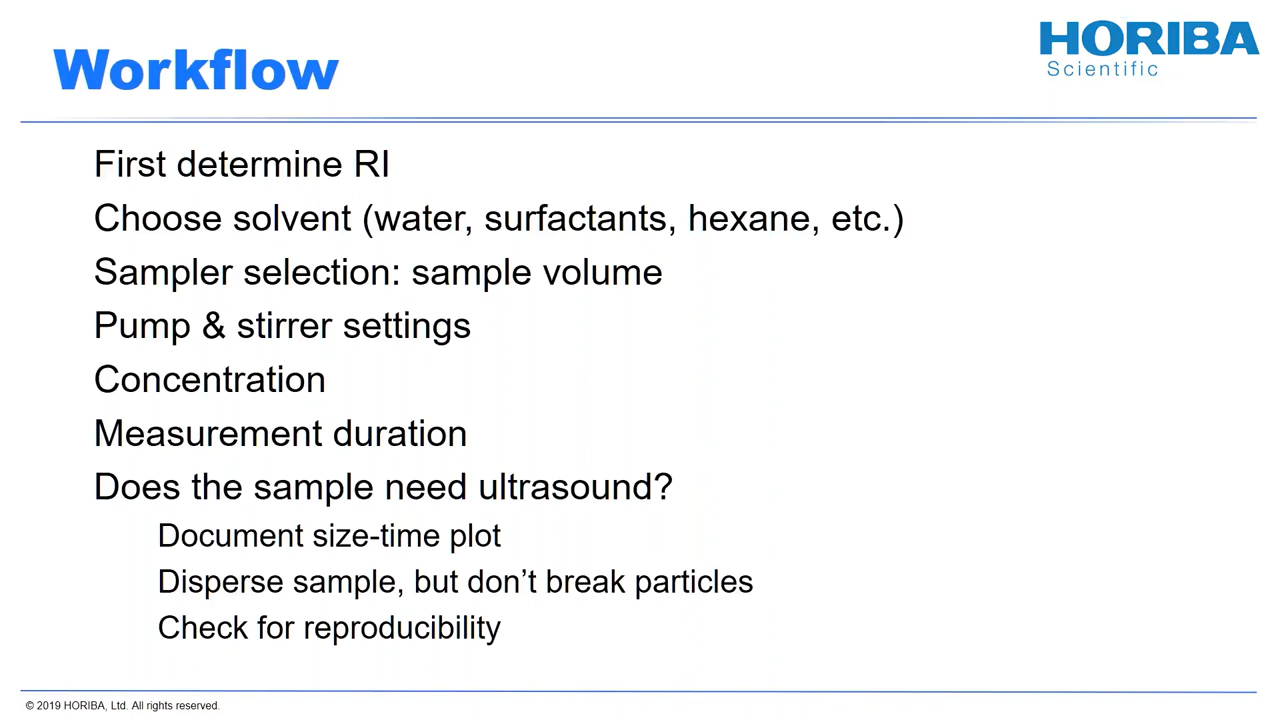 Workflow
HORIBA
Scientific
First determine RI
Choose solvent (water, surfactants, hexane, etc.)
Sampler selection: sample volume
Pump & stirrer settings
Concentration
Measurement duration
Does the sample need ultrasound?
Document size-time plot
Disperse sample, but don’t break particles
Check for reproducibility
© 2019 HORIBA, Ltd. All rights reserved.